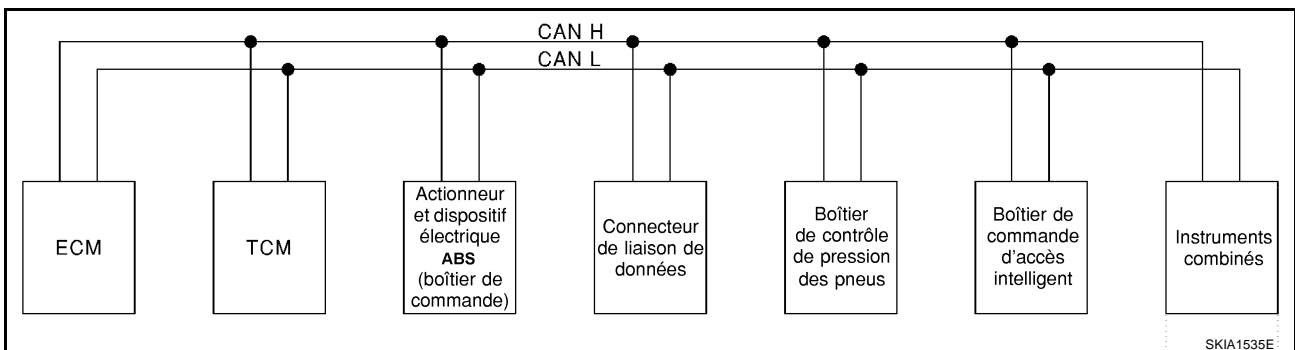 CAN H
CAN L
ECM
TCM
Actionneur
et dispositif
électrique
ABS
(boîtier de
commande)
Connecteur
de liaison de
données
Boîtier
de contrôle
de pression
des pneus
Boîtier de
commande
d'accès
intelligent
Instruments
combinés
SKIA1535E